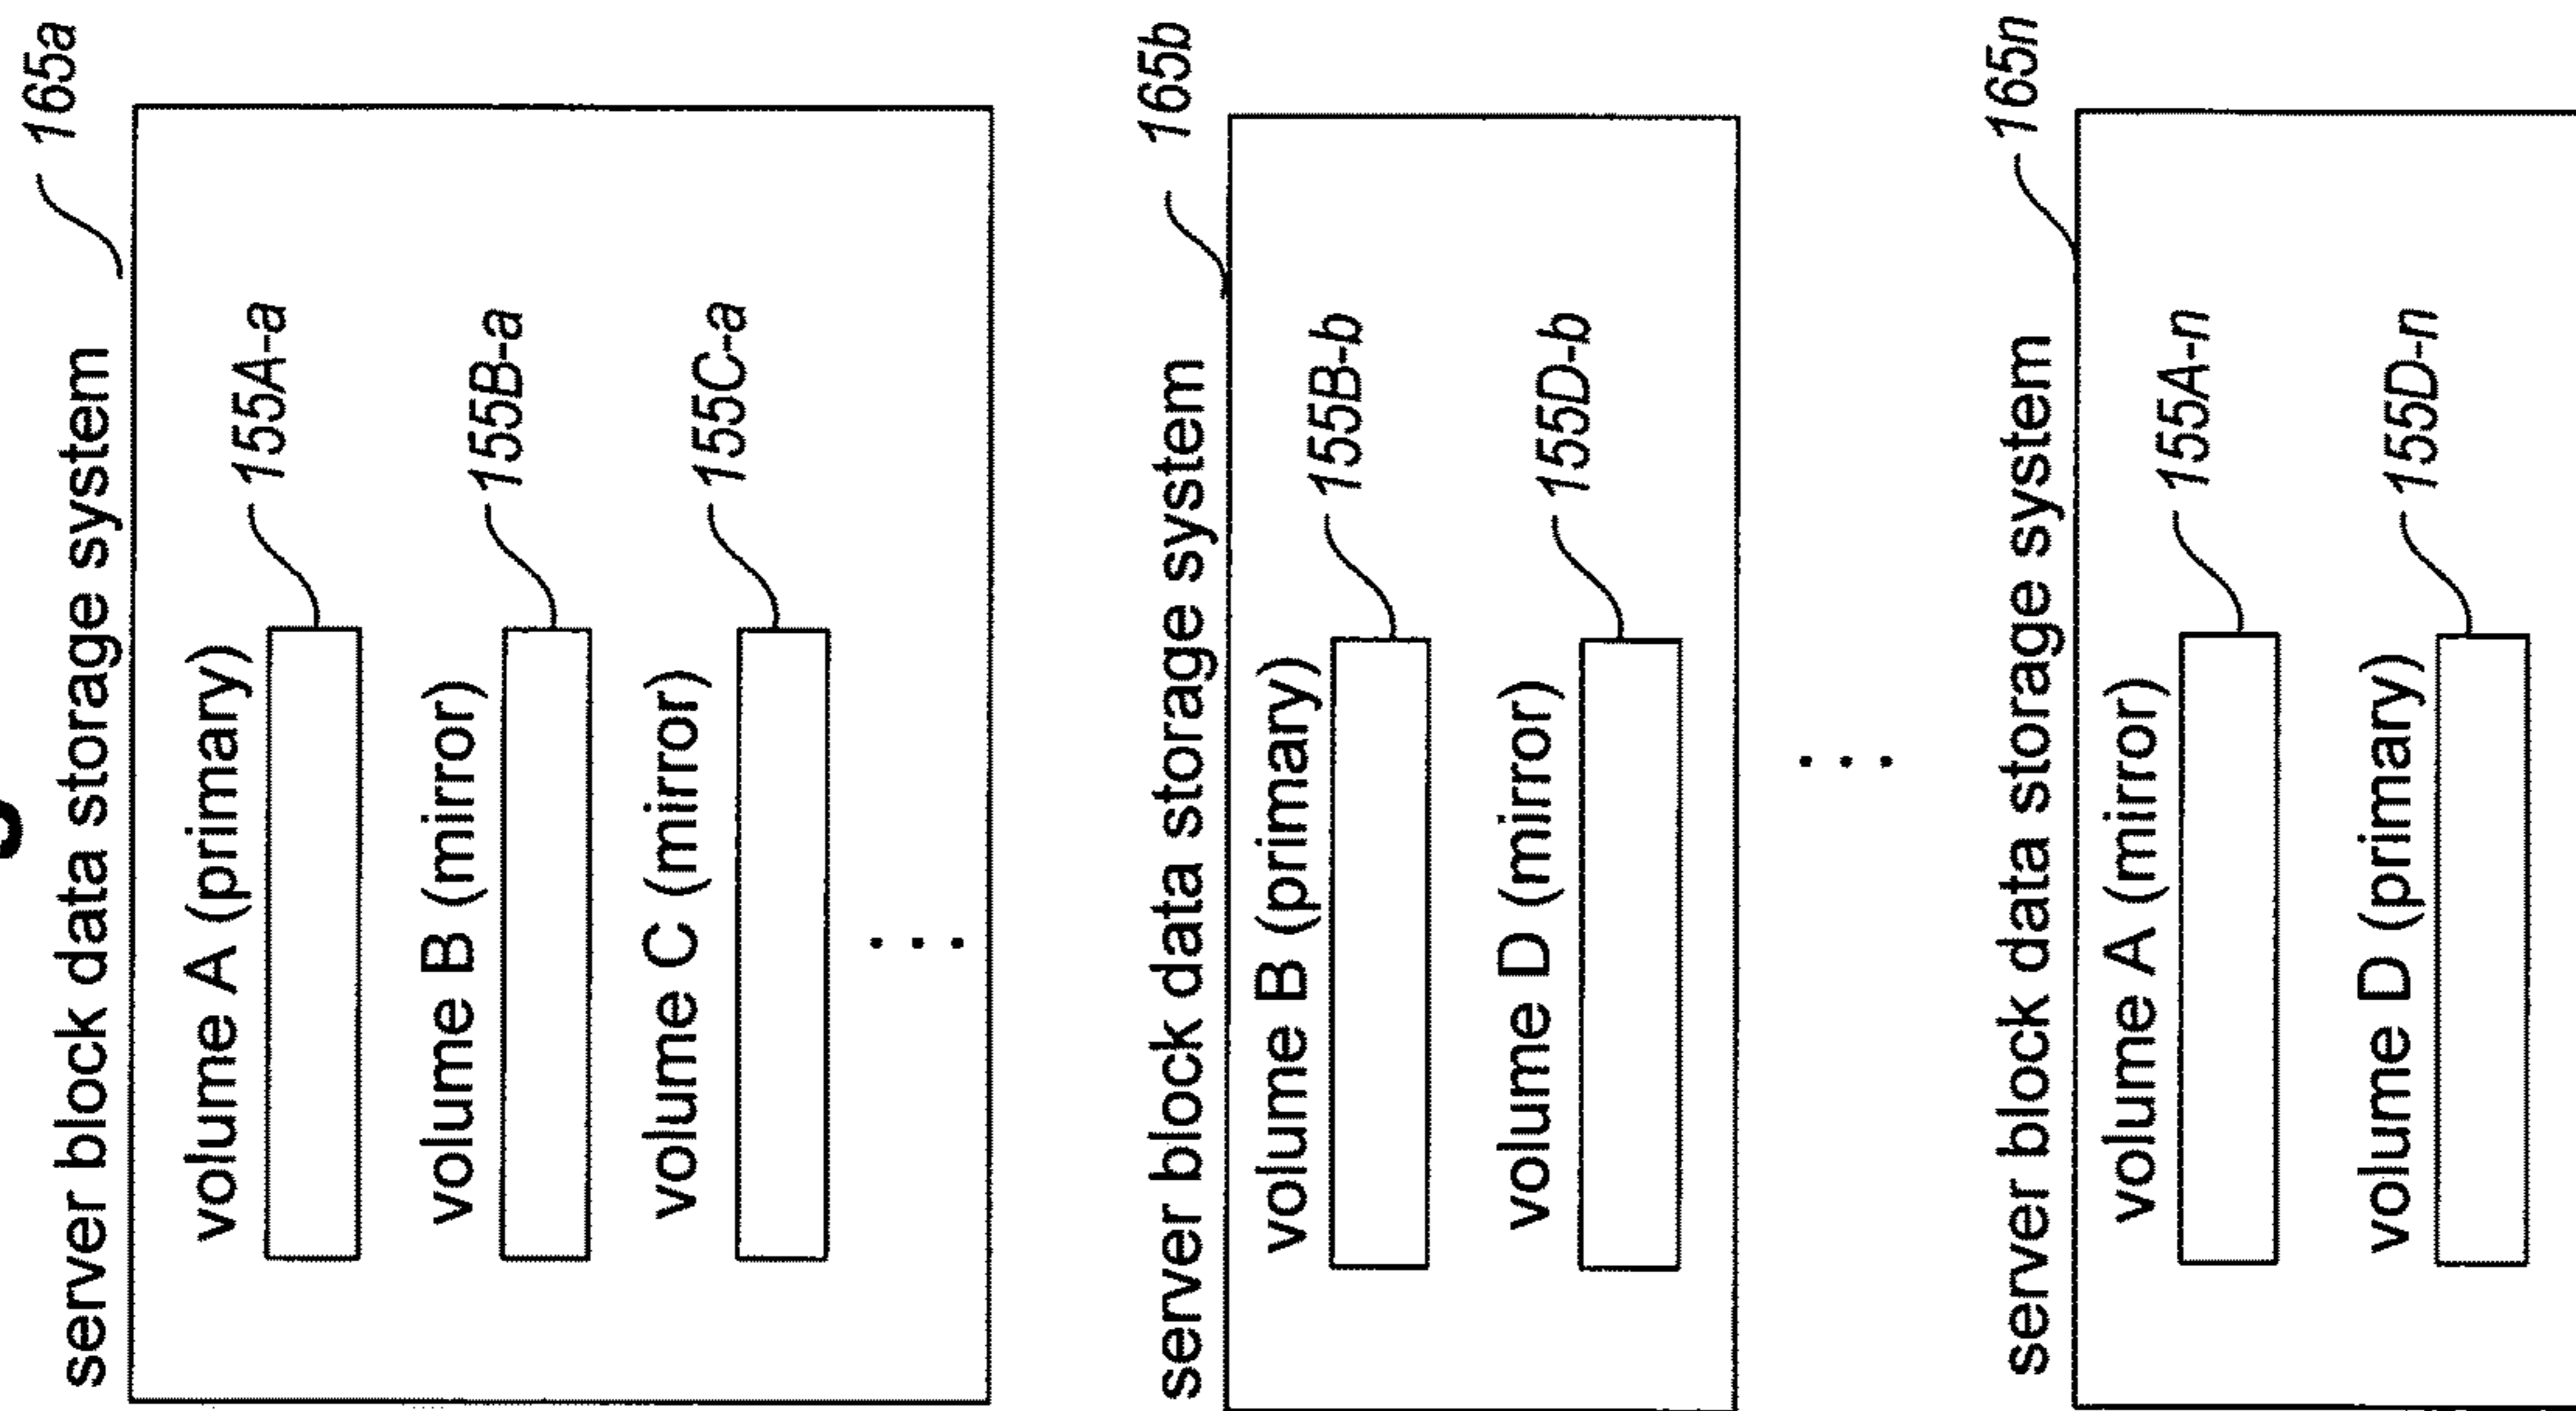 165a
server block data storage system
volume A (primary)
155A-a
volume B (mirror)
155B-a
volume C (mirror)
155C-a
. . .
165b
server block data storage system
volume B (primary)
155B-b
volume D (mirror)
155D-b
. . .
165n
server block data storage system
volume A (mirror)
155A-n
volume D (primary)
155D-n